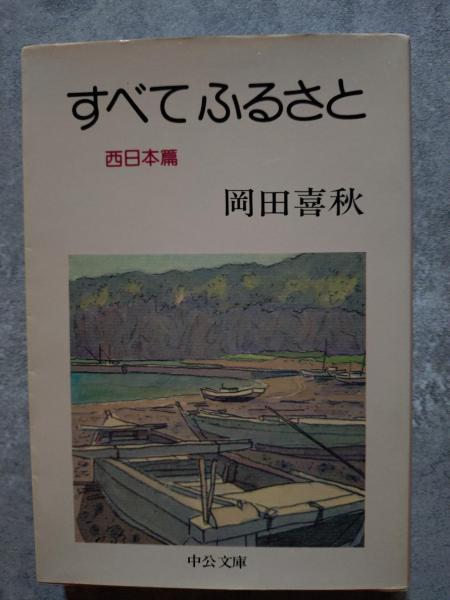 すべてふるさと
西日本篇
岡田喜秋
中公文庫